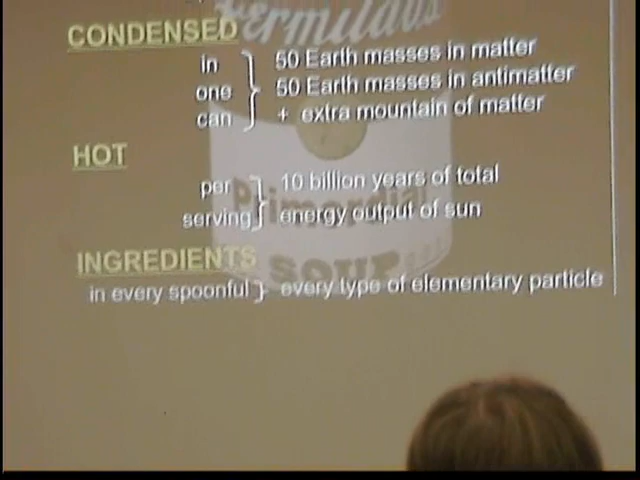 Fermilab's
CONDENSED
in one can } 50 Earth masses in matter
50 Earth masses in antimatter
+ extra mountain of matter
HOT
per serving } 10 billion years of total
energy output of sun
Primordial
SOUP
INGREDIENTS
in every spoonful } every type of elementary particle